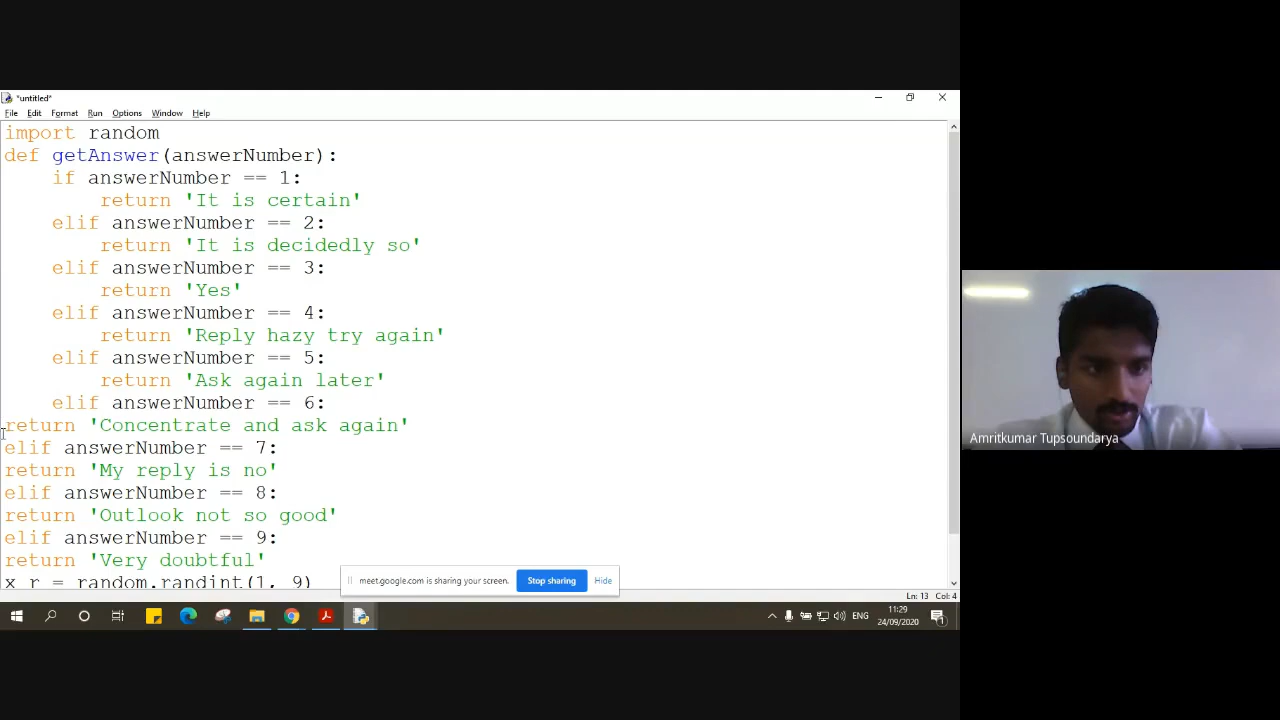 *untitled*
File Edit Format Run Options Window Help
import random
def getAnswer(answerNumber):
if answerNumber == 1:
return 'It is certain'
elif answerNumber == 2:
return 'It is decidedly so'
elif answerNumber == 3:
return 'Yes'
elif answerNumber == 4:
return 'Reply hazy try again'
elif answerNumber == 5:
return 'Ask again later'
elif answerNumber == 6:
return 'Concentrate and ask again'
elif answerNumber == 7:
return 'My reply is no'
elif answerNumber == 8:
return 'Outlook not so good'
elif answerNumber == 9:
return 'Very doubtful'
x r = random.randint(1, 9)
meet.google.com is sharing your screen. Stop sharing Hide
Ln: 13 Col: 4
ENG
11:29
24/09/2020
1
Amritkumar Tupsoundarya